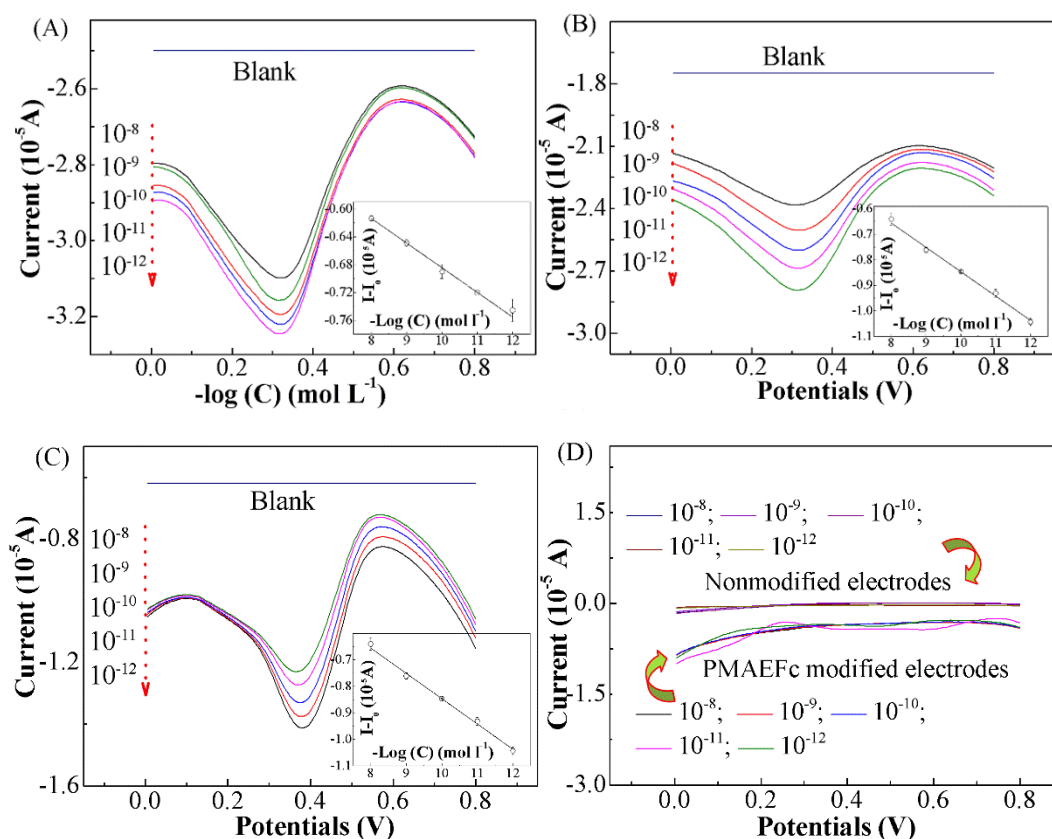 (A)
Blank
-2.6
-2.8
-3.0
-3.2
Current (10⁻⁵ A)
10⁻⁸
10⁻⁹
10⁻¹⁰
10⁻¹¹
10⁻¹²
0.0 0.2 0.4 0.6 0.8
-log (C) (mol L⁻¹)
-0.60
-0.64
-0.68
-0.72
-0.76
I-I₀ (10⁻⁵A)
-Log (C) (mol l⁻¹)
8 9 10 11 12
(B)
Blank
-1.8
-2.1
-2.4
-2.7
-3.0
Current (10⁻⁵ A)
10⁻⁸
10⁻⁹
10⁻¹⁰
10⁻¹¹
10⁻¹²
0.0 0.2 0.4 0.6 0.8
Potentials (V)
-0.6
-0.7
-0.8
-0.9
-1.0
-1.1
I-I₀ (10⁻⁵A)
-Log (C) (mol l⁻¹)
8 9 10 11 12
(C)
Blank
-0.8
-1.2
-1.6
Current (10⁻⁵ A)
10⁻⁸
10⁻⁹
10⁻¹⁰
10⁻¹¹
10⁻¹²
0.0 0.2 0.4 0.6 0.8
Potentials (V)
-0.7
-0.8
-0.9
-1.0
-1.1
I-I₀ (10⁻⁵A)
-Log (C) (mol l⁻¹)
8 9 10 11 12
(D)
1.5
0.0
-1.5
-3.0
Current (10⁻⁵ A)
10⁻⁸; 10⁻⁹; 10⁻¹⁰;
10⁻¹¹; 10⁻¹²
Nonmodified electrodes
PMAEFc modified electrodes
10⁻⁸; 10⁻⁹; 10⁻¹⁰;
10⁻¹¹; 10⁻¹²
0.0 0.2 0.4 0.6 0.8
Potentials (V)